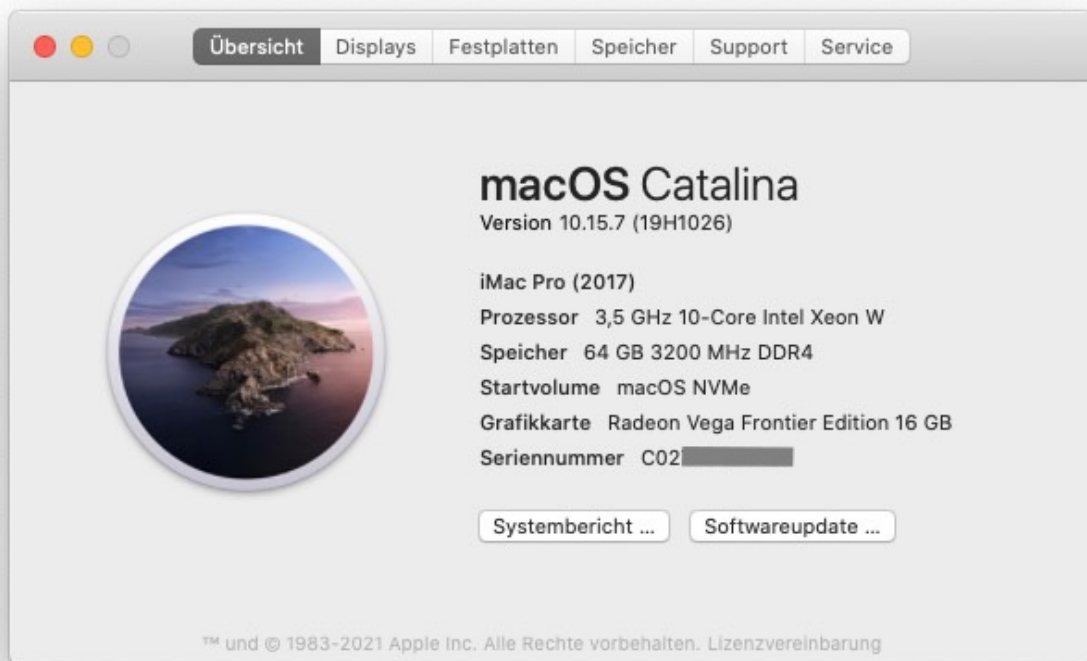 Übersicht Displays Festplatten Speicher Support Service
macOS Catalina
Version 10.15.7 (19H1026)
iMac Pro (2017)
Prozessor 3,5 GHz 10-Core Intel Xeon W
Speicher 64 GB 3200 MHz DDR4
Startvolume macOS NVMe
Grafikkarte Radeon Vega Frontier Edition 16 GB
Seriennummer C02
Systembericht ... Softwareupdate ...
™ und © 1983-2021 Apple Inc. Alle Rechte vorbehalten. Lizenzvereinbarung